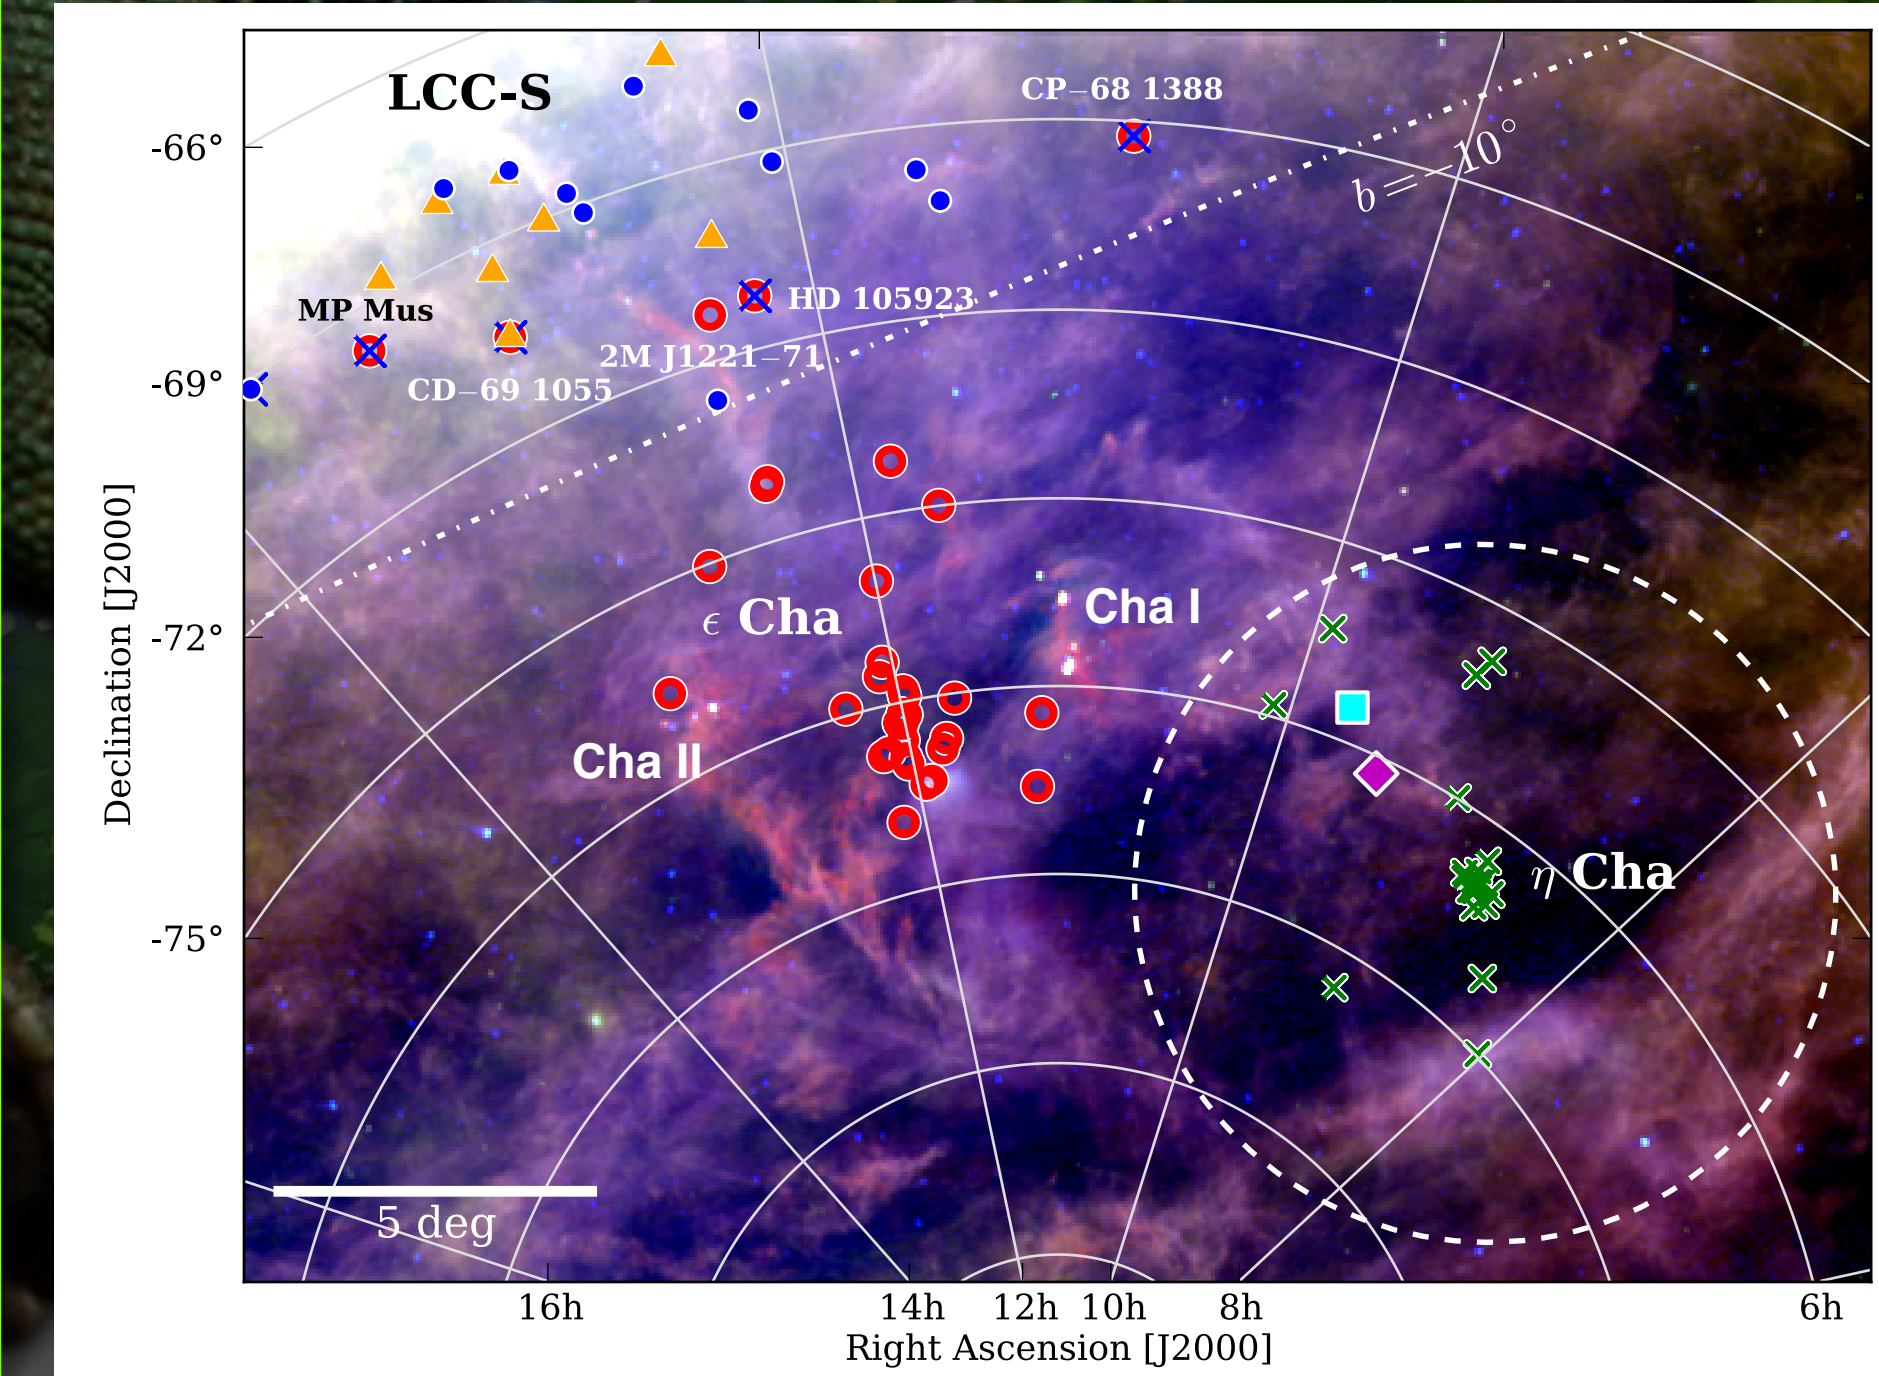 LCC-S
CP−68 1388
-66°
b = −10°
HD 105923
MP Mus
2M J1221−71
-69°
CD−69 1055
Declination [J2000]
ϵ Cha
Cha I
-72°
Cha II
η Cha
-75°
5 deg
16h 14h 12h 10h 8h 6h
Right Ascension [J2000]